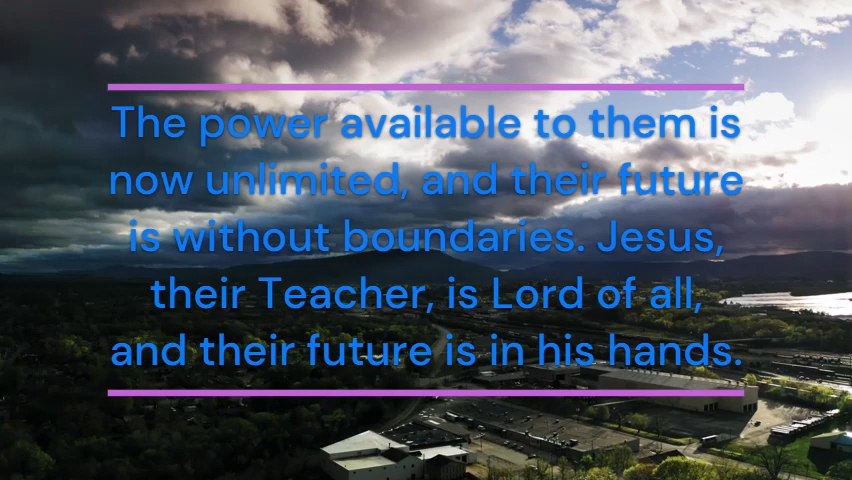 The power available to them is
now unlimited, and their future
is without boundaries. Jesus,
their Teacher, is Lord of all,
and their future is in his hands.